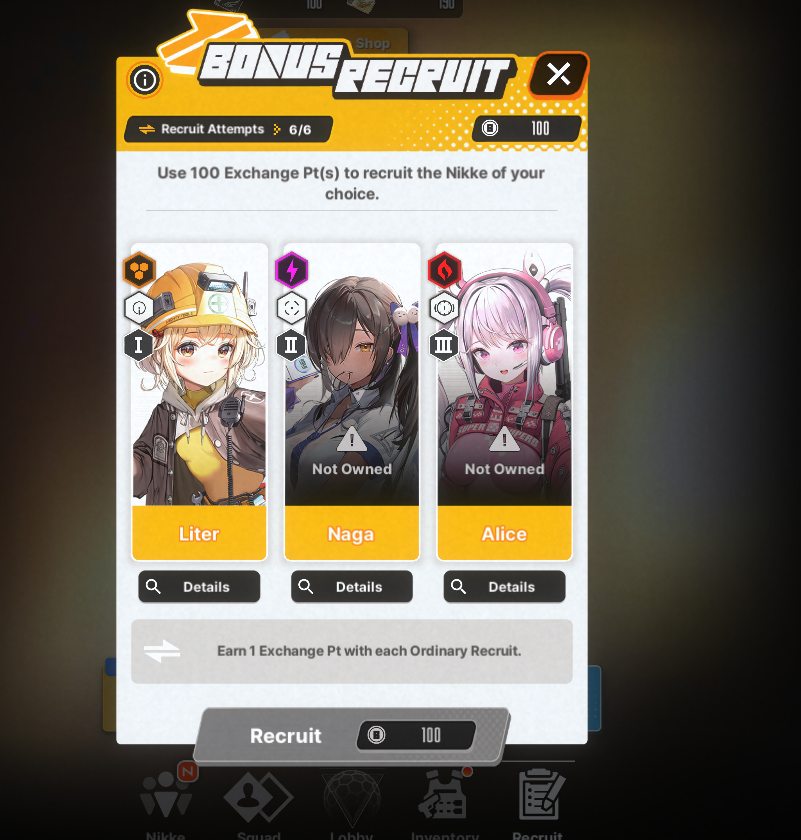 100
190
Shop
BONUS
RECRUIT
Recruit Attempts 6/6
100
Use 100 Exchange Pt(s) to recruit the Nikke of your
choice.
I
II
III
SUPER
Not Owned
Not Owned
Liter
Naga
Alice
Details
Details
Details
Earn 1 Exchange Pt with each Ordinary Recruit.
Recruit
100
N
Nikke
Squad
Lobby
Inventory
Recruit